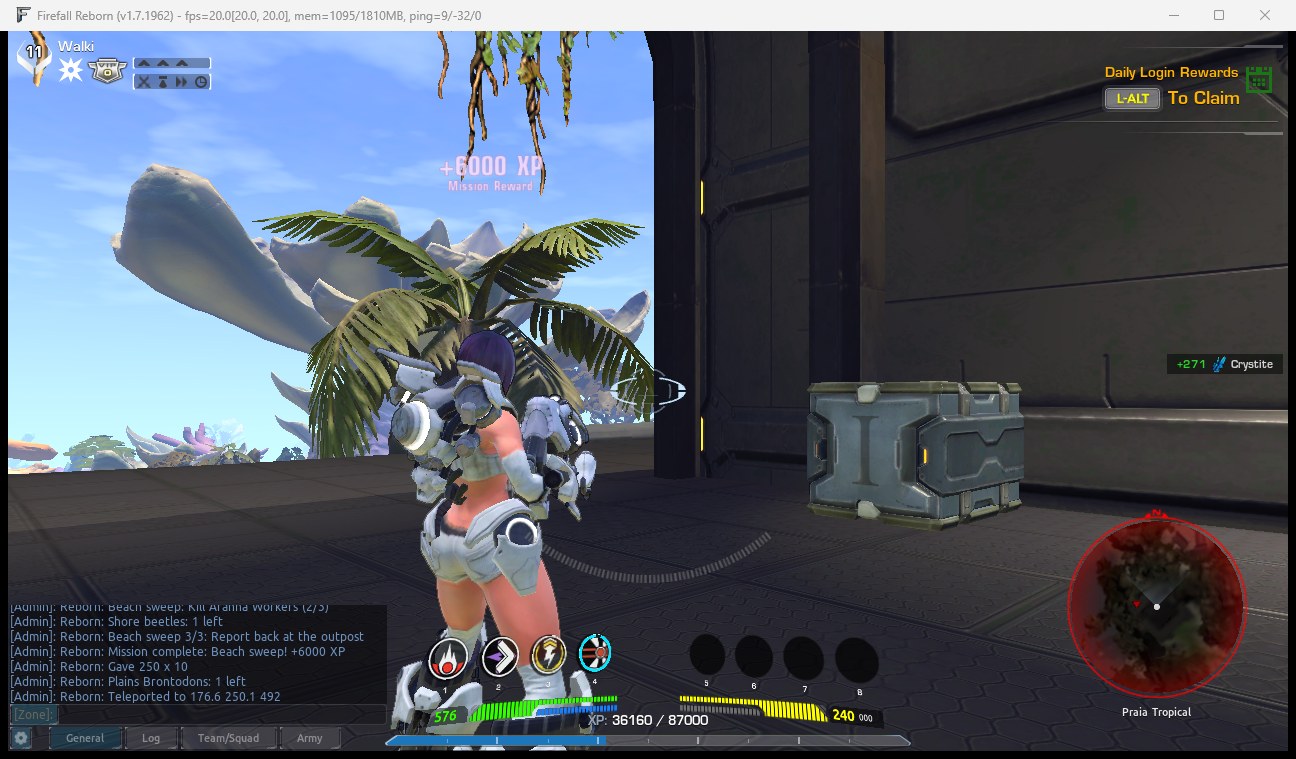 Firefall Reborn (v1.7.1962) - fps=20.0[20.0, 20.0], mem=1095/1810MB, ping=9/-32/0
11
Walki
VIP
Daily Login Rewards
L-ALT To Claim
+6000 XP
Mission Reward
+271 Crystite
I
N
[Admin]: Reborn: Beach sweep: Kill Aranha Workers (2/3)
[Admin]: Reborn: Shore beetles: 1 left
[Admin]: Reborn: Beach sweep 3/3: Report back at the outpost
[Admin]: Reborn: Mission complete: Beach sweep! +6000 XP
[Admin]: Reborn: Gave 250 x 10
[Admin]: Reborn: Plains Brontodons: 1 left
[Admin]: Reborn: Teleported to 176.6 250.1 492
[Zone]:
General Log Team/Squad Army
1 2 3 4 5 6 7 8
576
XP: 36160 / 87000
240 000
Praia Tropical